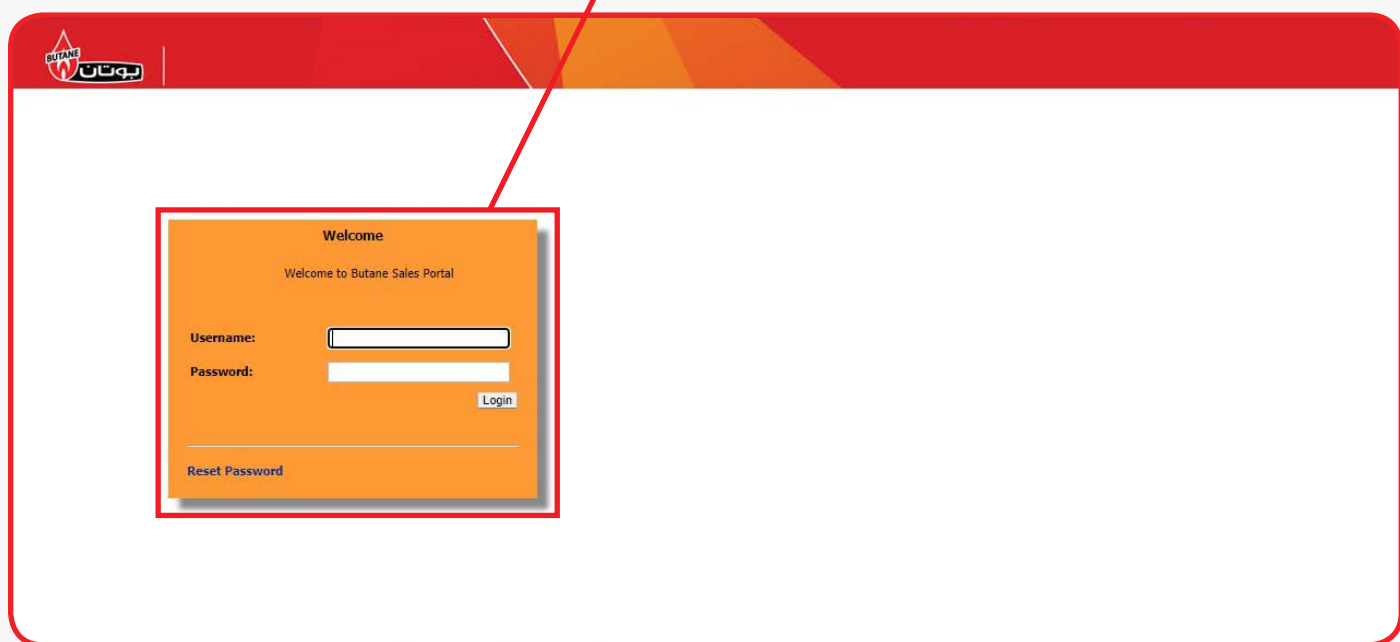 BUTANE
بوتان
Welcome
Welcome to Butane Sales Portal
Username:
Password:
Login
Reset Password